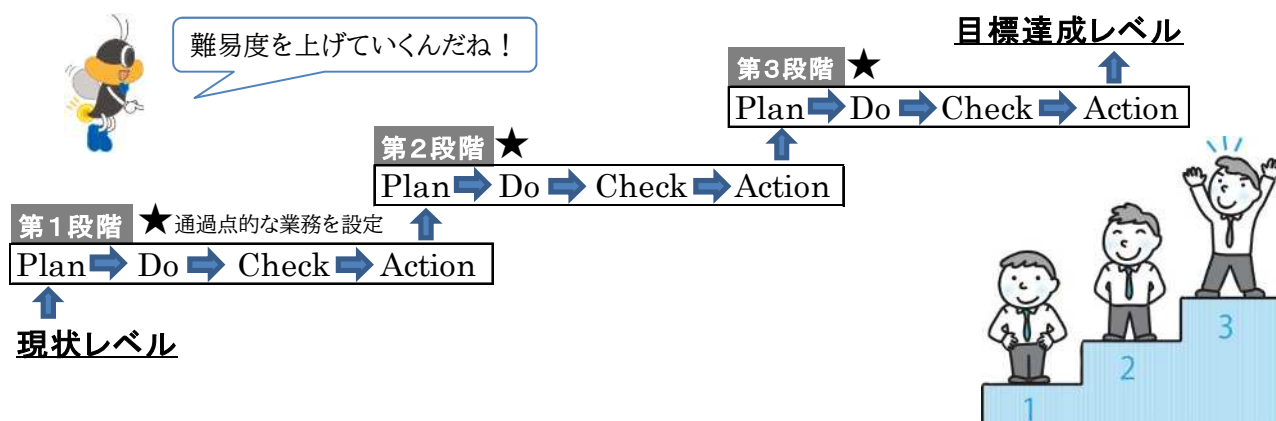 難易度を上げていくんだね！
目標達成レベル
第3段階 ★
Plan Do Check Action
第2段階 ★
Plan Do Check Action
第1段階 ★通過点的な業務を設定
Plan Do Check Action
現状レベル
3
2
1